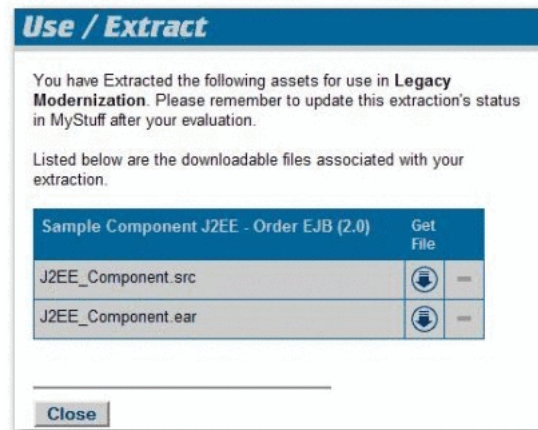 Use / Extract
You have Extracted the following assets for use in Legacy
Modernization. Please remember to update this extraction's status
in MyStuff after your evaluation.
Listed below are the downloadable files associated with your
extraction.
Sample Component J2EE - Order EJB (2.0) Get
File
J2EE_Component.src
J2EE_Component.ear
Close